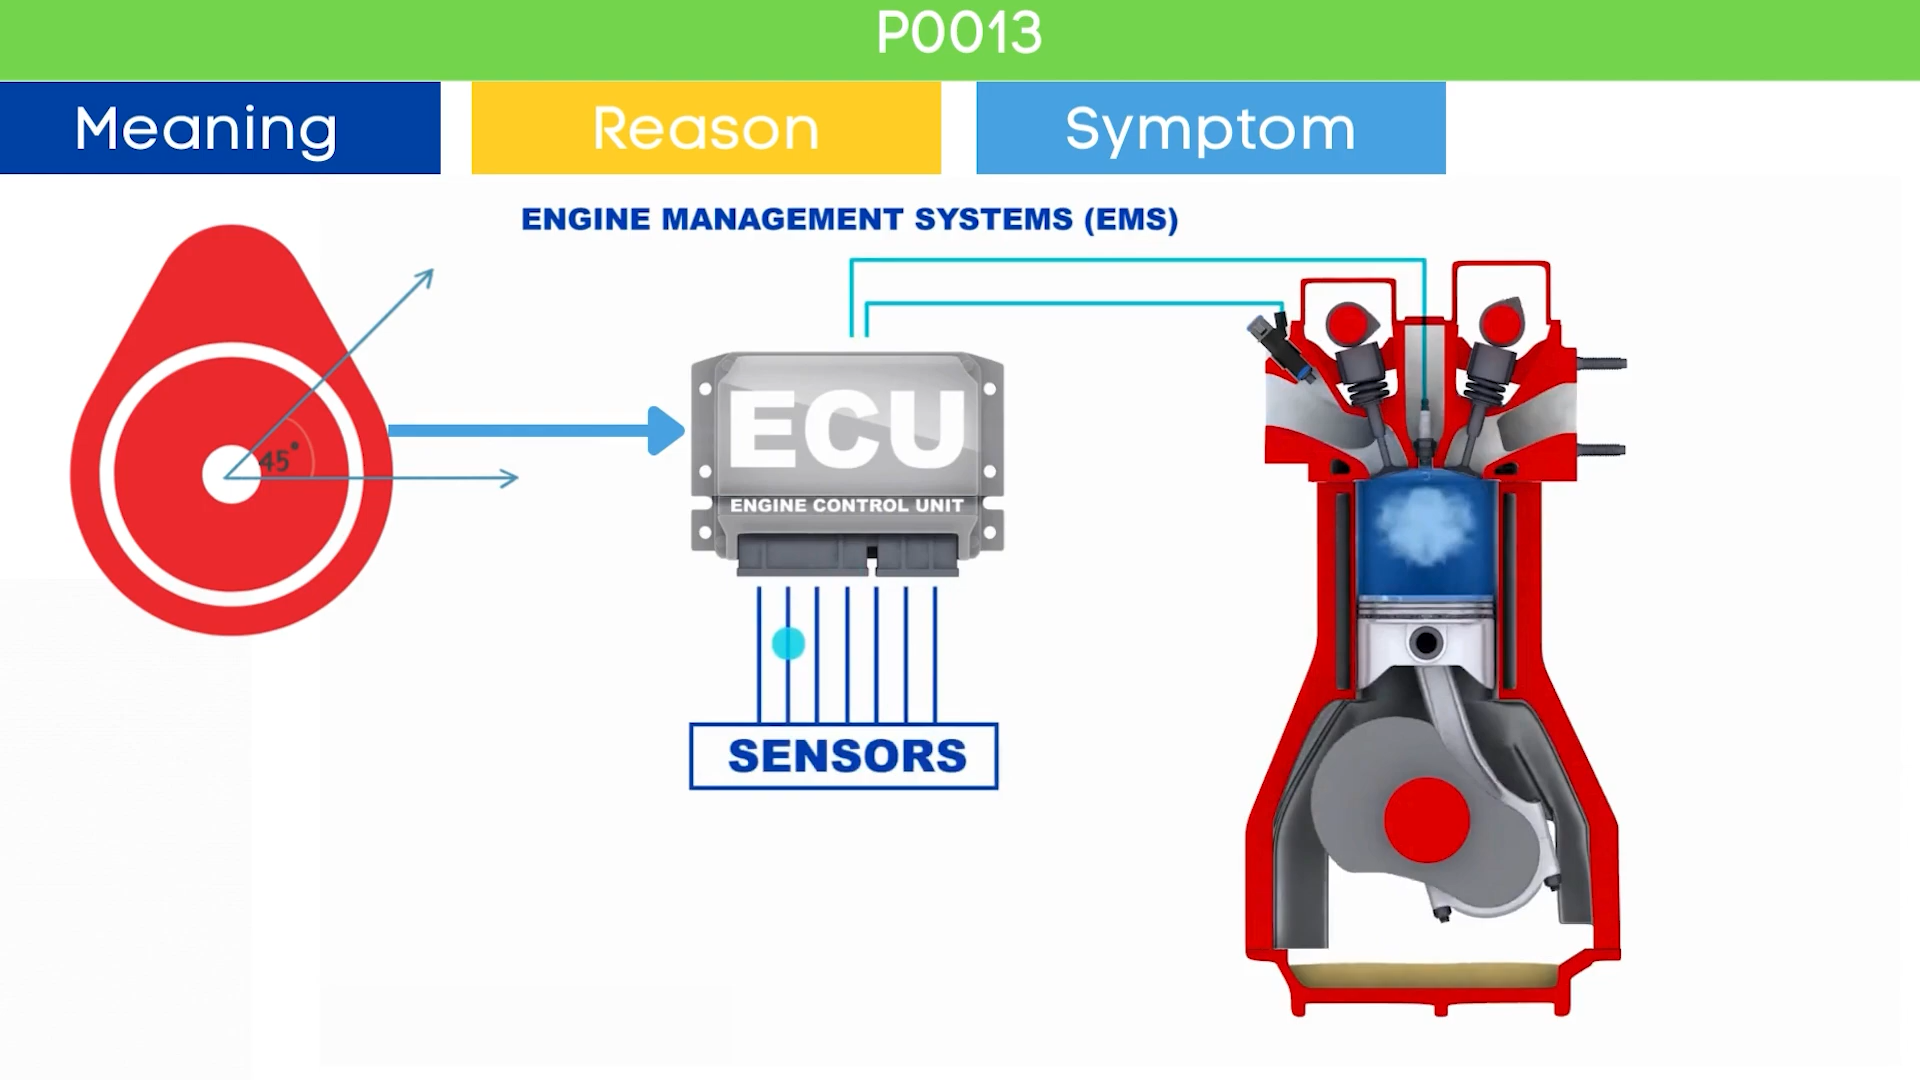 P0013
Meaning
Reason
Symptom
ENGINE MANAGEMENT SYSTEMS (EMS)
45°
ECU
ENGINE CONTROL UNIT
SENSORS